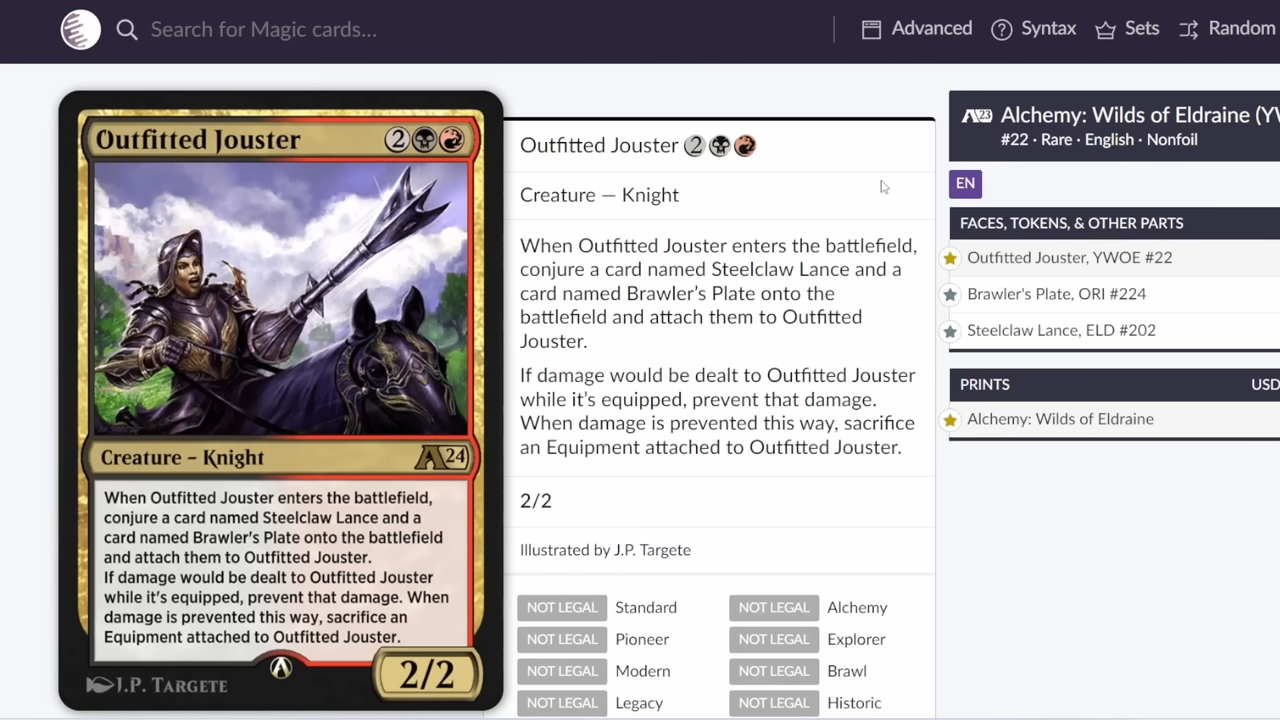 Search for Magic cards...
Advanced
Syntax
Sets
Random
Outfitted Jouster 2
Creature – Knight
A24
When Outfitted Jouster enters the battlefield,
conjure a card named Steelclaw Lance and a
card named Brawler's Plate onto the battlefield
and attach them to Outfitted Jouster.
If damage would be dealt to Outfitted Jouster
while it's equipped, prevent that damage. When
damage is prevented this way, sacrifice an
Equipment attached to Outfitted Jouster.
2/2
J.P. TARGETE
Outfitted Jouster 2
Creature — Knight
When Outfitted Jouster enters the battlefield,
conjure a card named Steelclaw Lance and a
card named Brawler's Plate onto the
battlefield and attach them to Outfitted
Jouster.
If damage would be dealt to Outfitted Jouster
while it's equipped, prevent that damage.
When damage is prevented this way, sacrifice
an Equipment attached to Outfitted Jouster.
2/2
Illustrated by J.P. Targete
NOT LEGAL Standard NOT LEGAL Alchemy
NOT LEGAL Pioneer NOT LEGAL Explorer
NOT LEGAL Modern NOT LEGAL Brawl
NOT LEGAL Legacy NOT LEGAL Historic
A23 Alchemy: Wilds of Eldraine (YW
#22 · Rare · English · Nonfoil
EN
FACES, TOKENS, & OTHER PARTS
Outfitted Jouster, YWOE #22
Brawler's Plate, ORI #224
Steelclaw Lance, ELD #202
PRINTS USD
Alchemy: Wilds of Eldraine